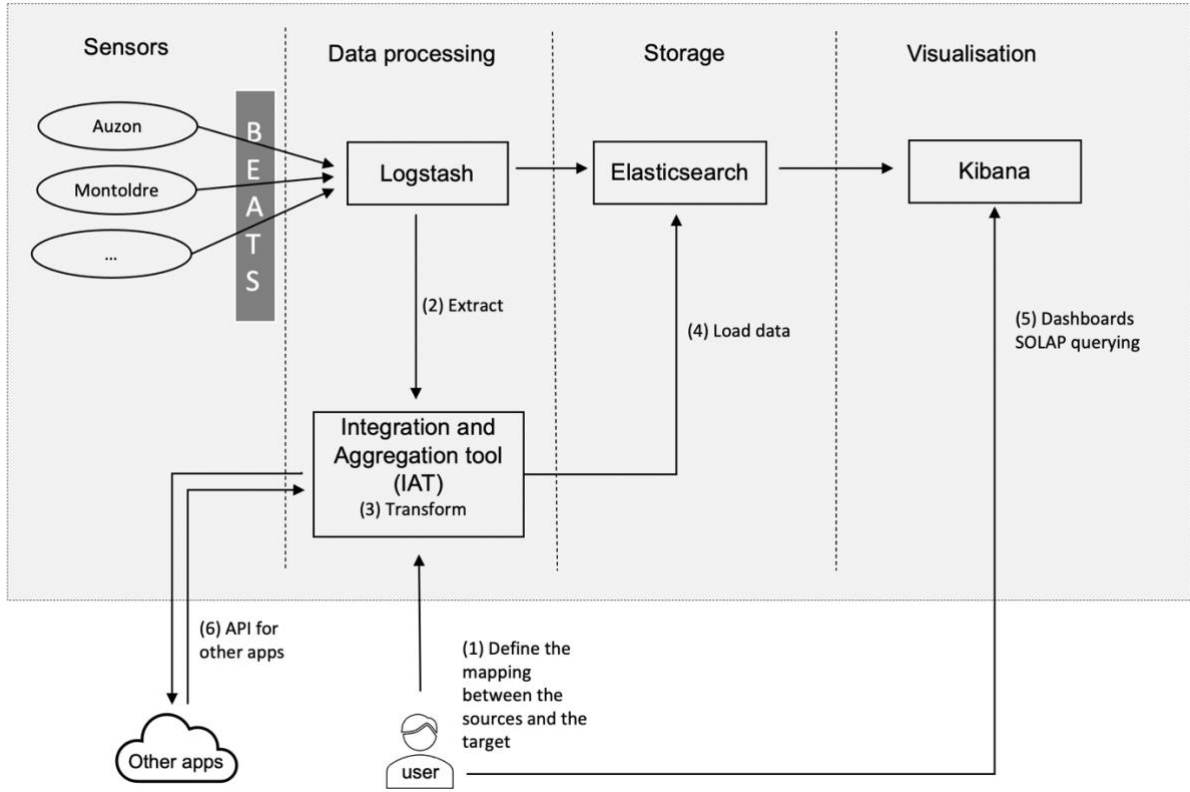 Sensors
Data processing
Storage
Visualisation
Auzon
Montoldre
...
B
E
A
T
S
Logstash
Elasticsearch
Kibana
(2) Extract
(4) Load data
(5) Dashboards
SOLAP querying
Integration and
Aggregation tool
(IAT)
(3) Transform
(6) API for
other apps
(1) Define the
mapping
between the
sources and the
target
Other apps
user